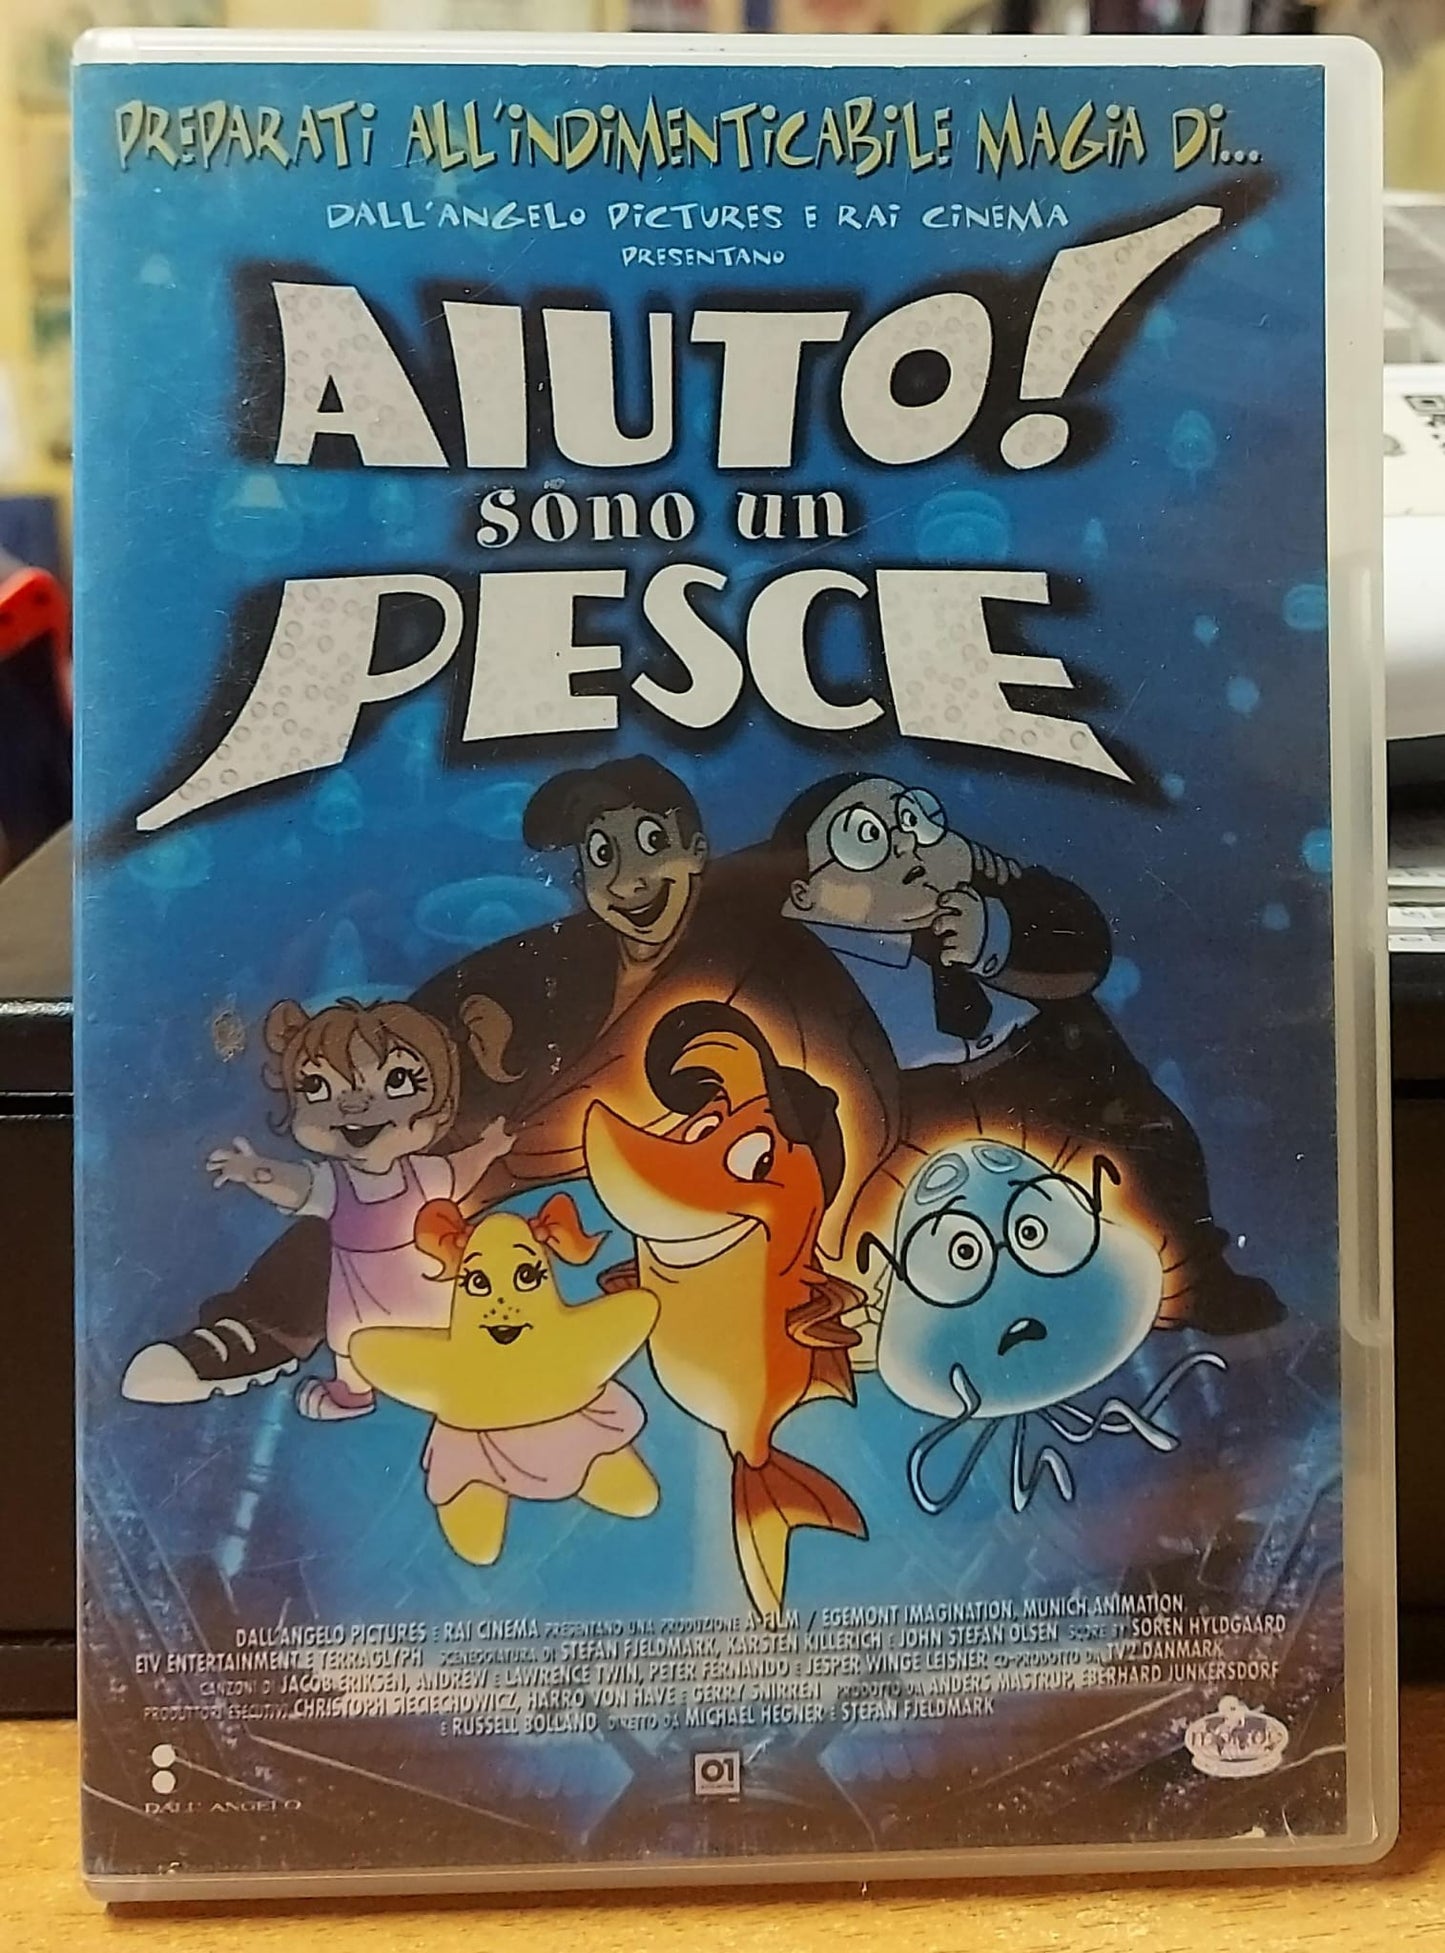 PREPARATI ALL'INDIMENTICABILE MAGIA DI...
DALL'ANGELO PICTURES E RAI CINEMA
PRESENTANO
AIUTO!
sono un
PESCE
DALL'ANGELO PICTURES E RAI CINEMA PRESENTANO UNA PRODUZIONE A-FILM / EGEMONT IMAGINATION, MUNICH ANIMATION,
EIV ENTERTAINMENT E TERRAGLYPH SCENEGGIATURA DI STEFAN FJELDMARK, KARSTEN KILLERICH E JOHN STEFAN OLSEN SCORE BY SOREN HYLDGAARD
CANZONI DI JACOB ERIKSEN, ANDREW E LAWRENCE TWIN, PETER FERNANDO E JESPER WINGE LEISNER CO-PRODOTTO DA TV2 DANMARK
PRODUTTORI ESECUTIVI CHRISTOPH SIECIECHOWICZ, HARRO VON HAVE E GERRY SHIRREN PRODOTTO DA ANDERS MASTRUP, EBERHARD JUNKERSDORF
E RUSSELL BOLLAND DIRETTO DA MICHAEL HEGNER E STEFAN FJELDMARK
01
DALL'ANGELO